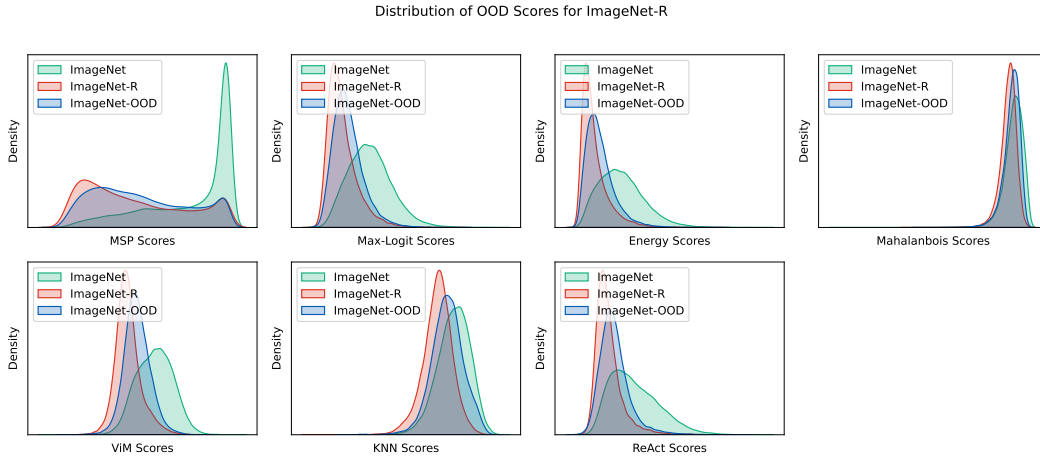 Distribution of OOD Scores for ImageNet-R
Density
ImageNet
ImageNet-R
ImageNet-OOD
MSP Scores
Density
ImageNet
ImageNet-R
ImageNet-OOD
Max-Logit Scores
Density
ImageNet
ImageNet-R
ImageNet-OOD
Energy Scores
Density
ImageNet
ImageNet-R
ImageNet-OOD
Mahalanbois Scores
Density
ImageNet
ImageNet-R
ImageNet-OOD
ViM Scores
Density
ImageNet
ImageNet-R
ImageNet-OOD
KNN Scores
Density
ImageNet
ImageNet-R
ImageNet-OOD
ReAct Scores